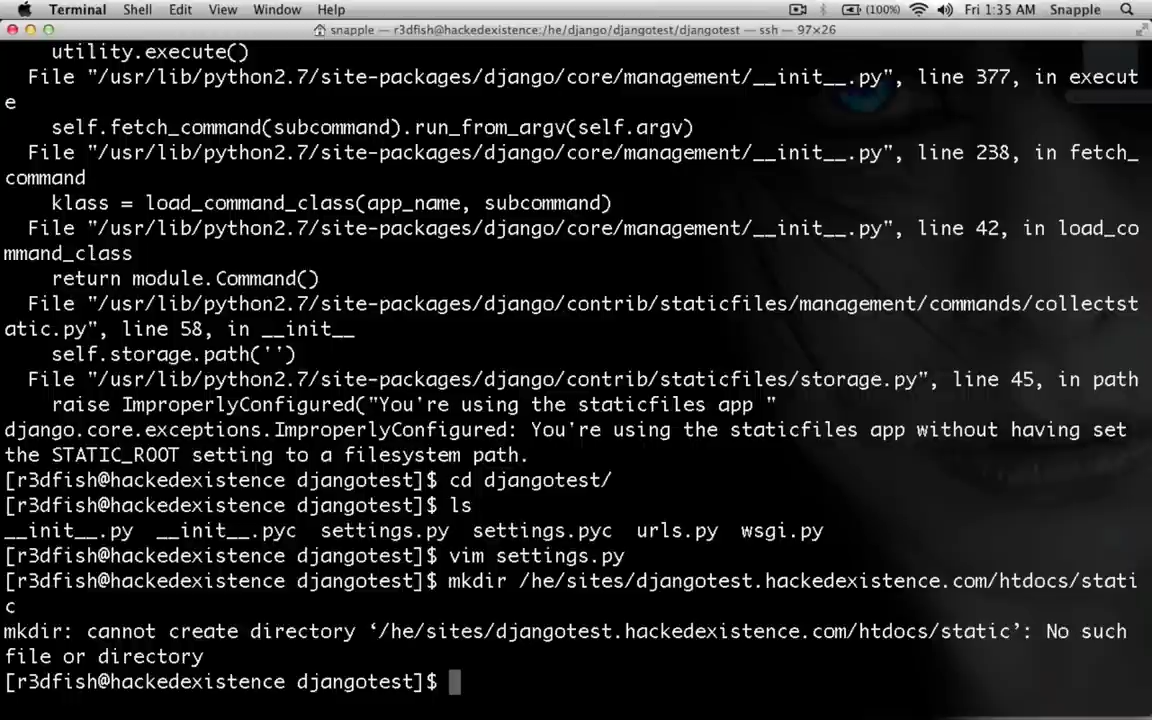 Terminal Shell Edit View Window Help (100%) Fri 1:35 AM Snapple
snapple — r3dfish@hackedexistence:/he/django/djangotest/djangotest — ssh — 97×26
utility.execute()
File "/usr/lib/python2.7/site-packages/django/core/management/__init__.py", line 377, in execut
e
self.fetch_command(subcommand).run_from_argv(self.argv)
File "/usr/lib/python2.7/site-packages/django/core/management/__init__.py", line 238, in fetch_
command
klass = load_command_class(app_name, subcommand)
File "/usr/lib/python2.7/site-packages/django/core/management/__init__.py", line 42, in load_co
mmand_class
return module.Command()
File "/usr/lib/python2.7/site-packages/django/contrib/staticfiles/management/commands/collectst
atic.py", line 58, in __init__
self.storage.path('')
File "/usr/lib/python2.7/site-packages/django/contrib/staticfiles/storage.py", line 45, in path
raise ImproperlyConfigured("You're using the staticfiles app "
django.core.exceptions.ImproperlyConfigured: You're using the staticfiles app without having set
the STATIC_ROOT setting to a filesystem path.
[r3dfish@hackedexistence djangotest]$ cd djangotest/
[r3dfish@hackedexistence djangotest]$ ls
__init__.py __init__.pyc settings.py settings.pyc urls.py wsgi.py
[r3dfish@hackedexistence djangotest]$ vim settings.py
[r3dfish@hackedexistence djangotest]$ mkdir /he/sites/djangotest.hackedexistence.com/htdocs/stati
c
mkdir: cannot create directory ‘/he/sites/djangotest.hackedexistence.com/htdocs/static’: No such
file or directory
[r3dfish@hackedexistence djangotest]$